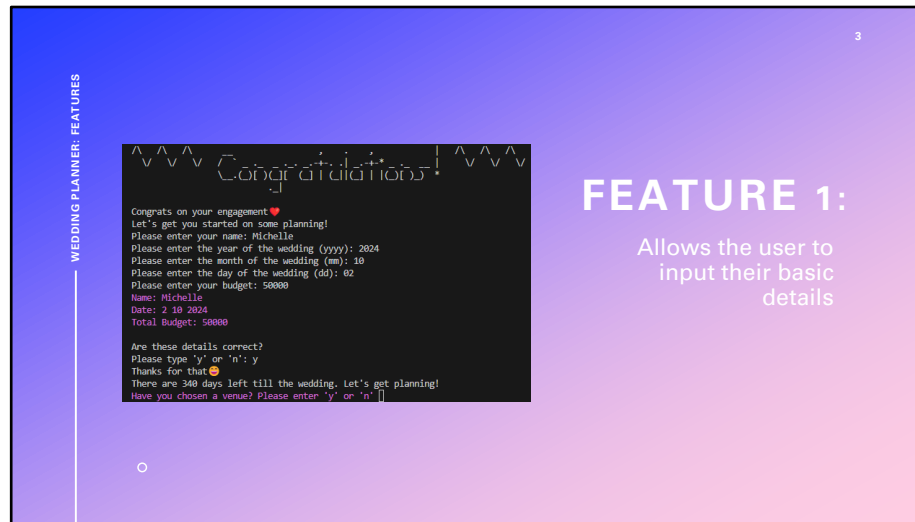 3
WEDDING PLANNER: FEATURES
Congrats on your engagement❤️
Let's get you started on some planning!
Please enter your name: Michelle
Please enter the year of the wedding (yyyy): 2024
Please enter the month of the wedding (mm): 10
Please enter the day of the wedding (dd): 02
Please enter your budget: 50000
Name: Michelle
Date: 2 10 2024
Total Budget: 50000
Are these details correct?
Please type 'y' or 'n': y
Thanks for that😄
There are 340 days left till the wedding. Let's get planning!
Have you chosen a venue? Please enter 'y' or 'n'
FEATURE 1:
Allows the user to
input their basic
details